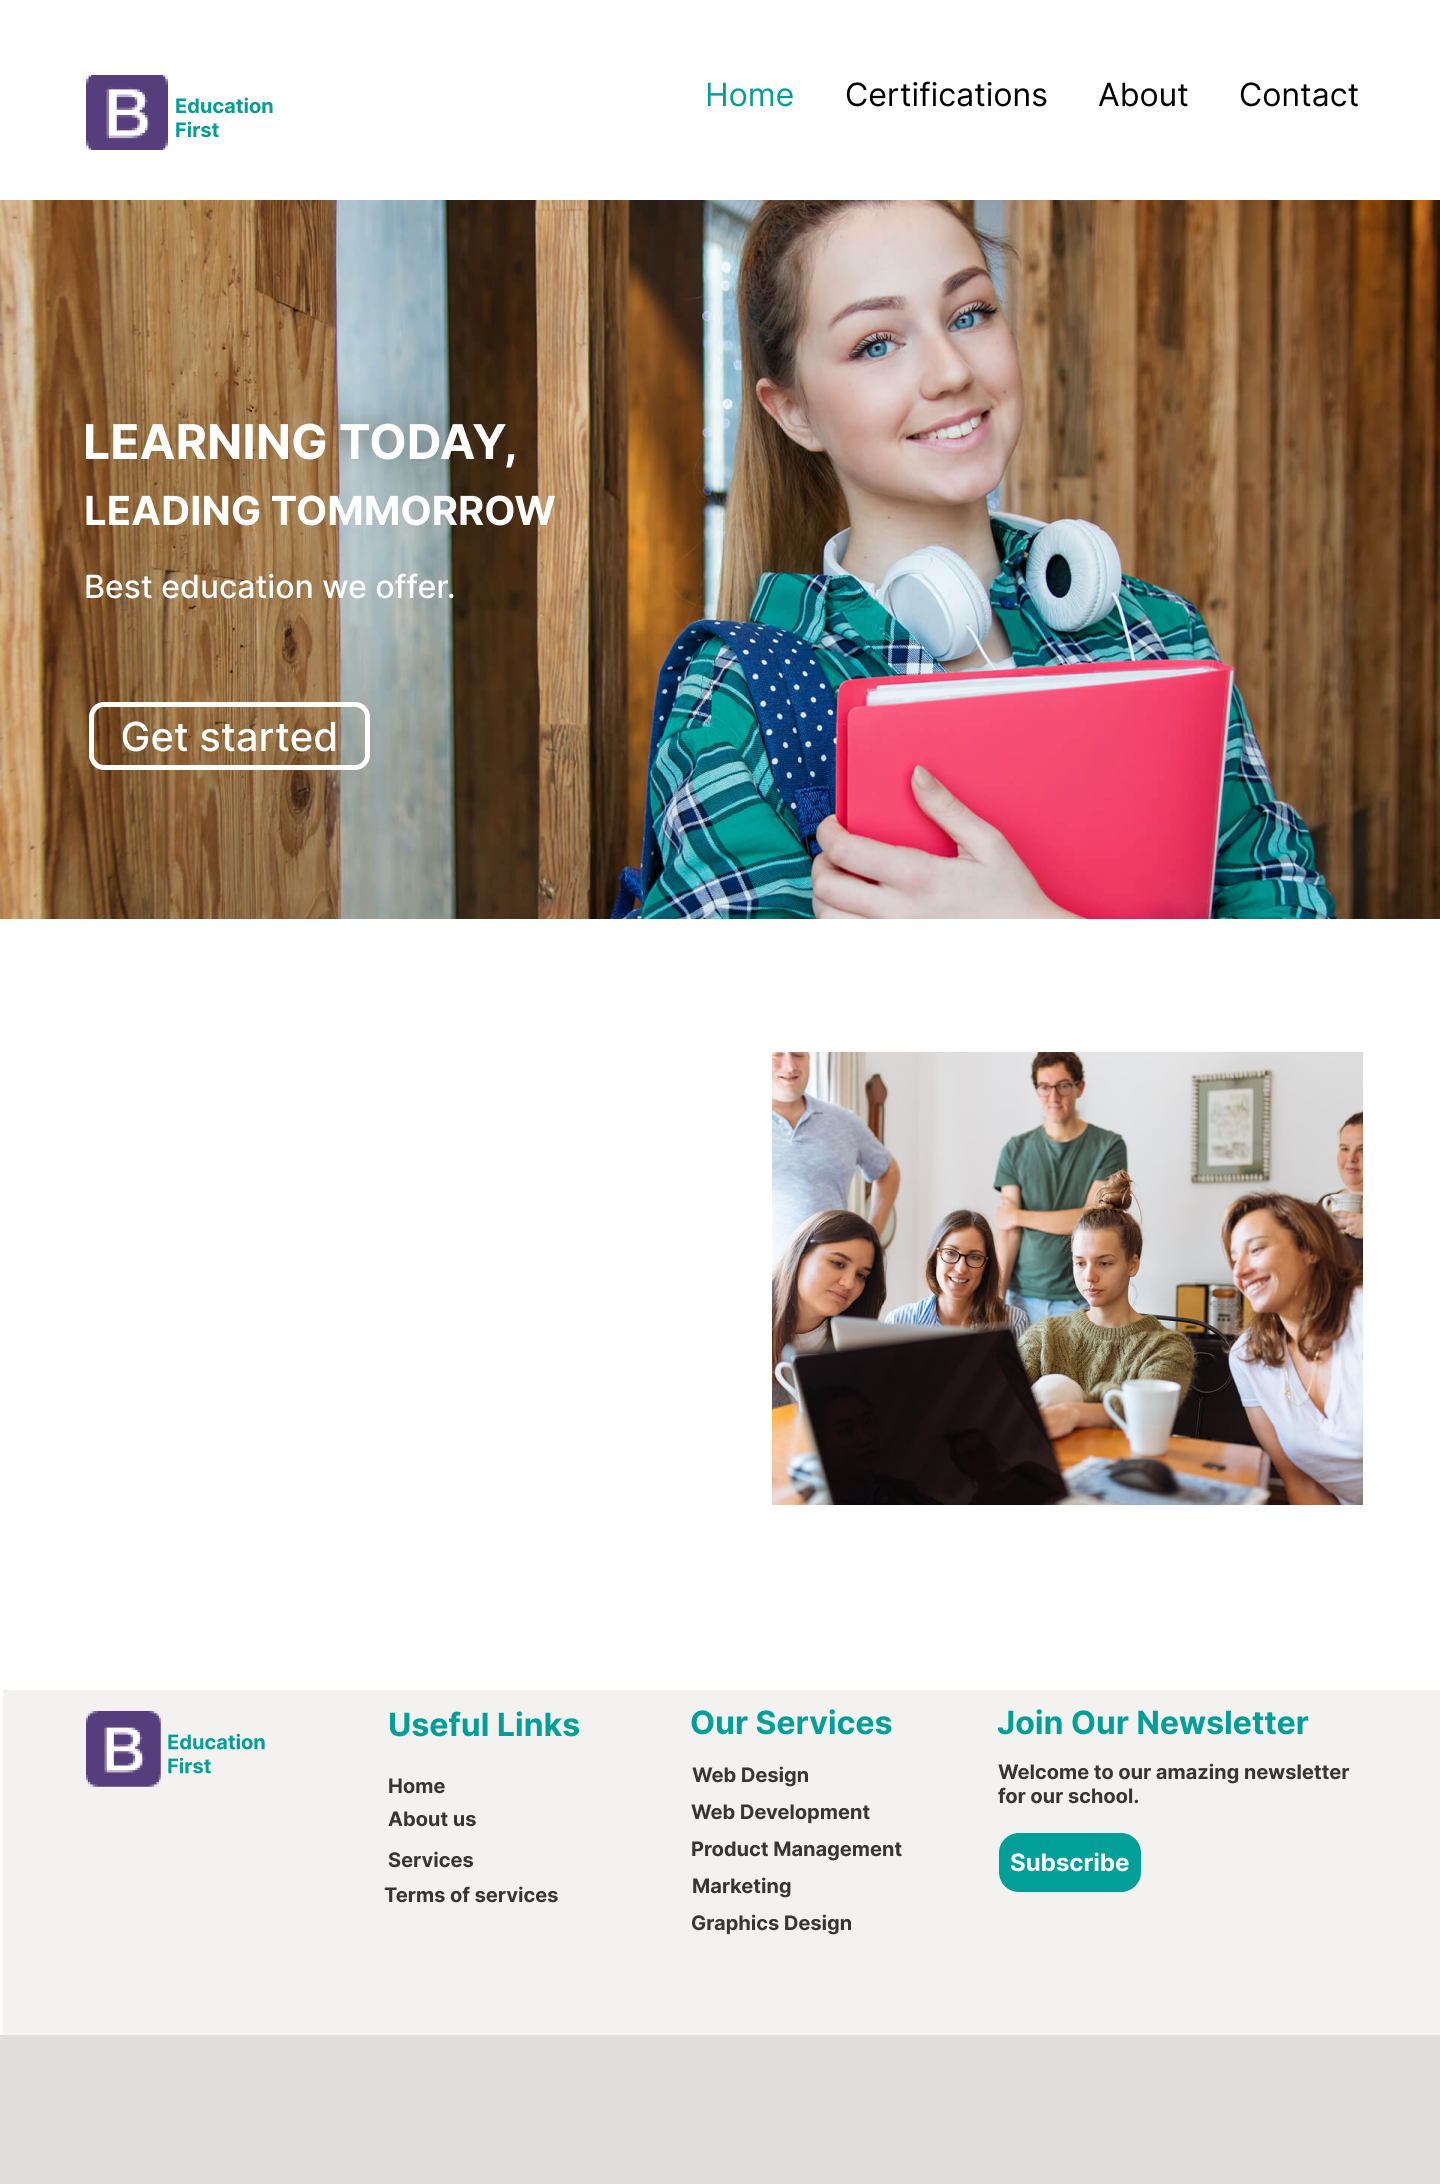 B
Education
First
Home Certifications About Contact
LEARNING TODAY,
LEADING TOMMORROW
Best education we offer.
Get started
B
Education
First
Useful Links
Home
About us
Services
Terms of services
Our Services
Web Design
Web Development
Product Management
Marketing
Graphics Design
Join Our Newsletter
Welcome to our amazing newsletter
for our school.
Subscribe